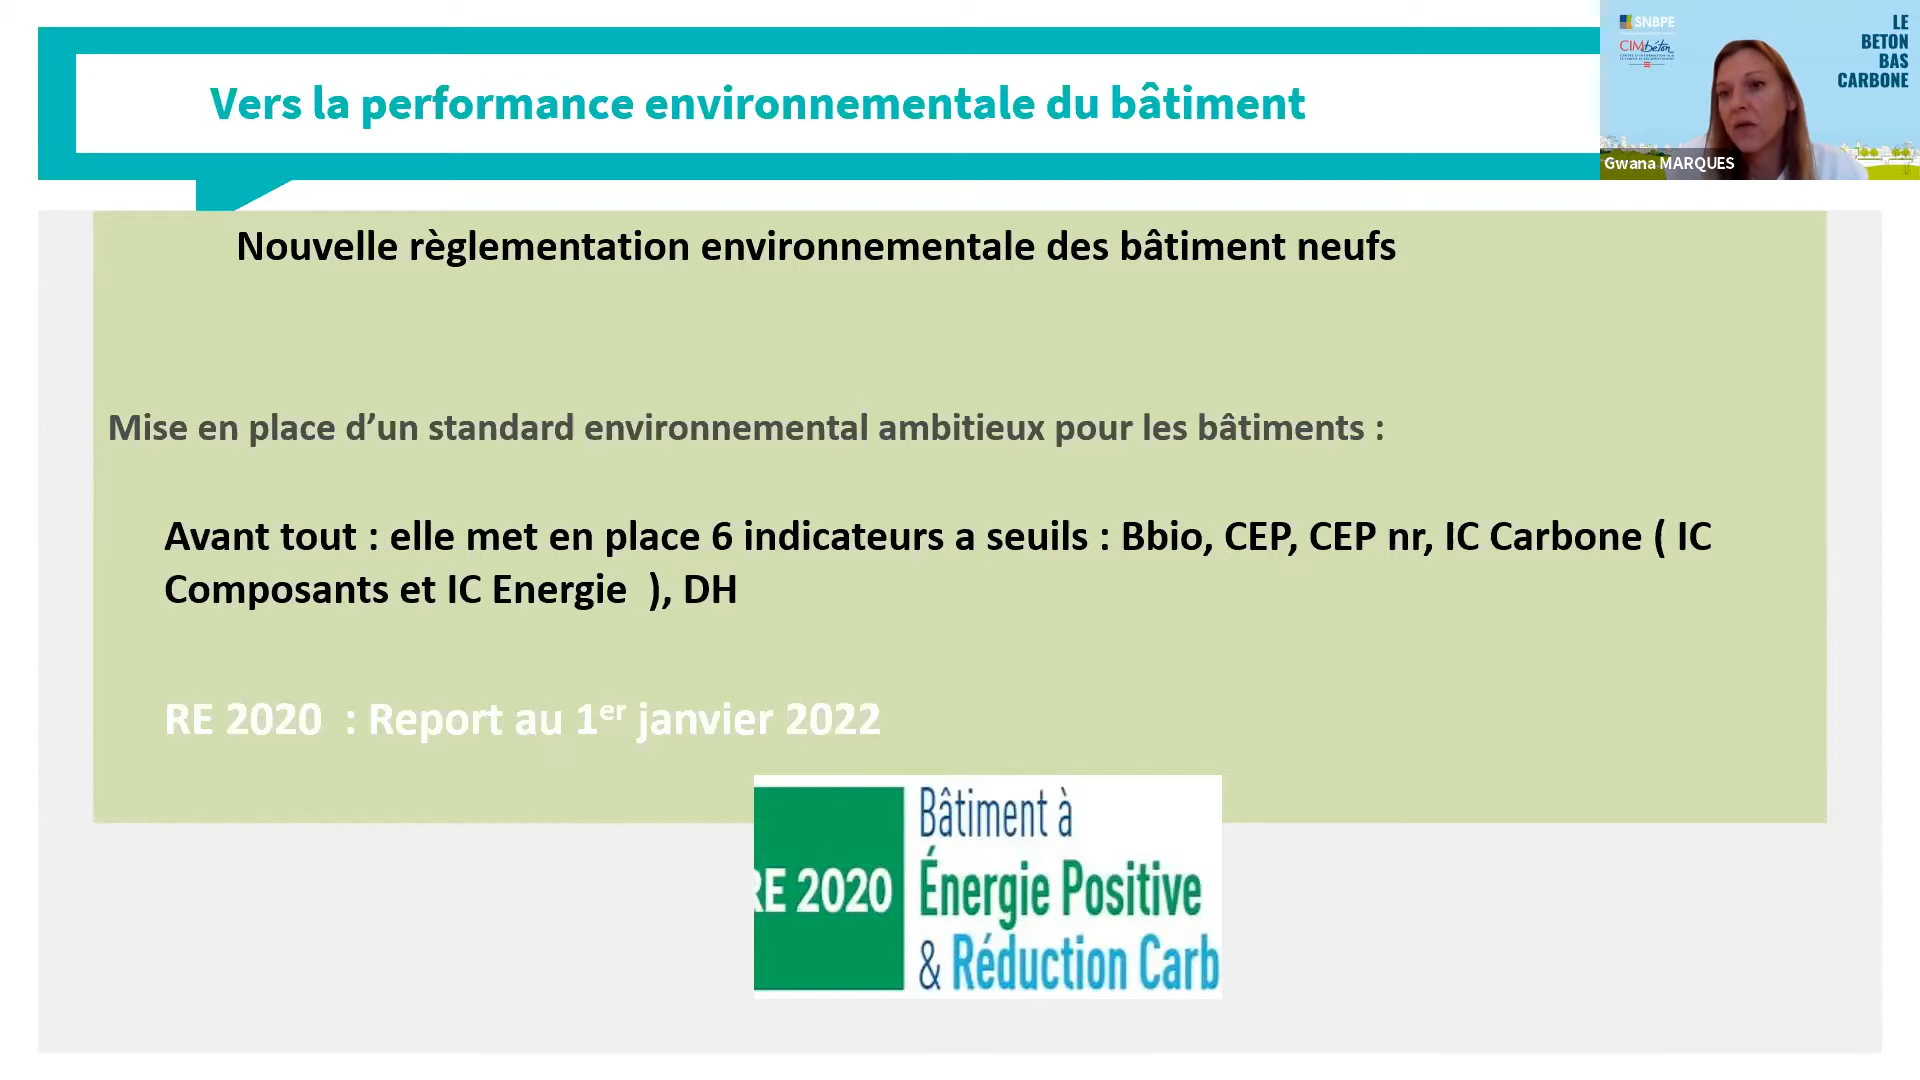 Vers la performance environnementale du bâtiment
SNBPE
CIMbéton
LE
BETON
BAS
CARBONE
Gwana MARQUES
Nouvelle règlementation environnementale des bâtiment neufs
Mise en place d’un standard environnemental ambitieux pour les bâtiments :
Avant tout : elle met en place 6 indicateurs a seuils : Bbio, CEP, CEP nr, IC Carbone ( IC
Composants et IC Energie ), DH
RE 2020 : Report au 1er janvier 2022
RE 2020
Bâtiment à
Énergie Positive
& Réduction Carb